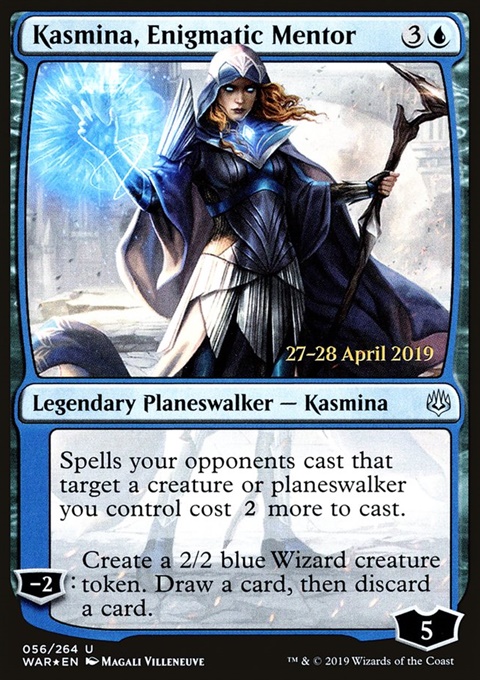 Kasmina, Enigmatic Mentor 3
27–28 April 2019
Legendary Planeswalker — Kasmina
Spells your opponents cast that
target a creature or planeswalker
you control cost 2 more to cast.
−2: Create a 2/2 blue Wizard creature
token. Draw a card, then discard
a card.
5
056/264 U
WAR★EN Magali Villeneuve
™ & © 2019 Wizards of the Coast